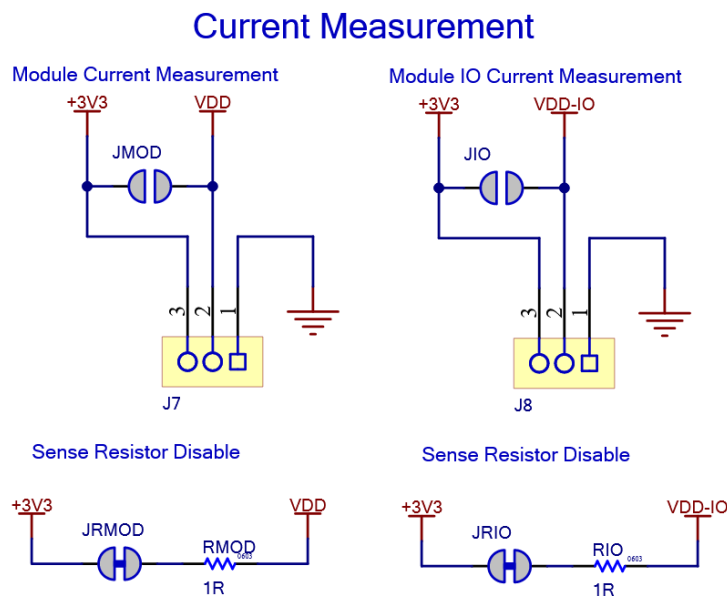 Current Measurement
Module Current Measurement
Module IO Current Measurement
+3V3
VDD
+3V3
VDD-IO
JMOD
JIO
3
2
1
3
2
1
J7
J8
Sense Resistor Disable
Sense Resistor Disable
+3V3
VDD
+3V3
VDD-IO
JRMOD
RMOD
0603
1R
JRIO
RIO
0603
1R